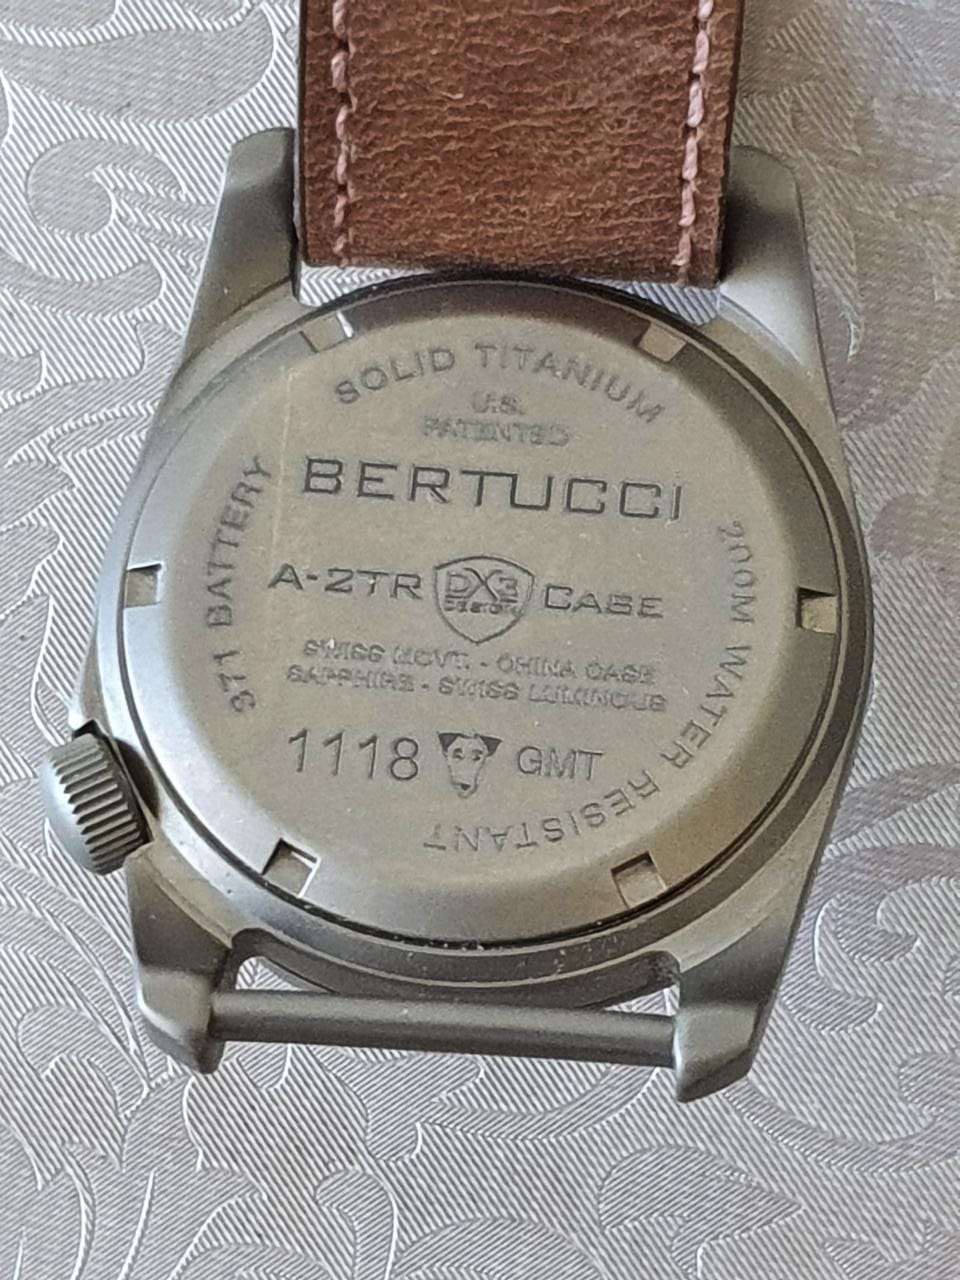 SOLID TITANIUM
U.S.
PATENTED
BERTUCCI
371 BATTERY
200M WATER RESISTANT
A-2TR DX3 CASE
SWISS MOVT. - CHINA CASE
SAPPHIRE - SWISS LUMINOUS
1118 GMT